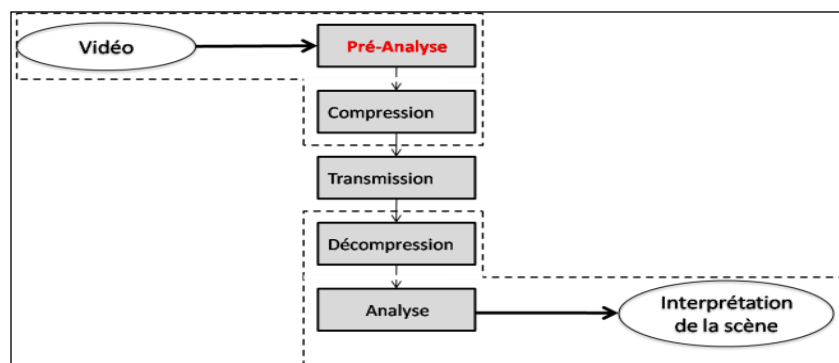 Vidéo
Pré-Analyse
Compression
Transmission
Décompression
Analyse
Interprétation
de la scène